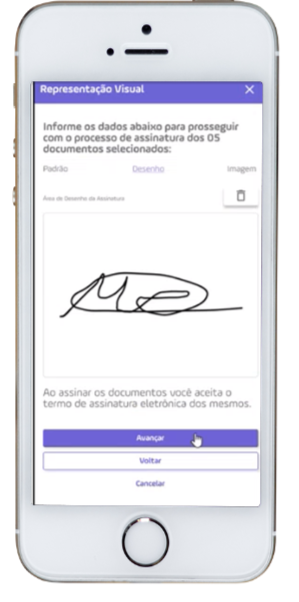 Representação Visual
Informe os dados abaixo para prosseguir
com o processo de assinatura dos 05
documentos selecionados:
Padrão Desenho Imagem
Área de Desenho da Assinatura
Ao assinar os documentos você aceita o
termo de assinatura eletrônica dos mesmos.
Avançar
Voltar
Cancelar